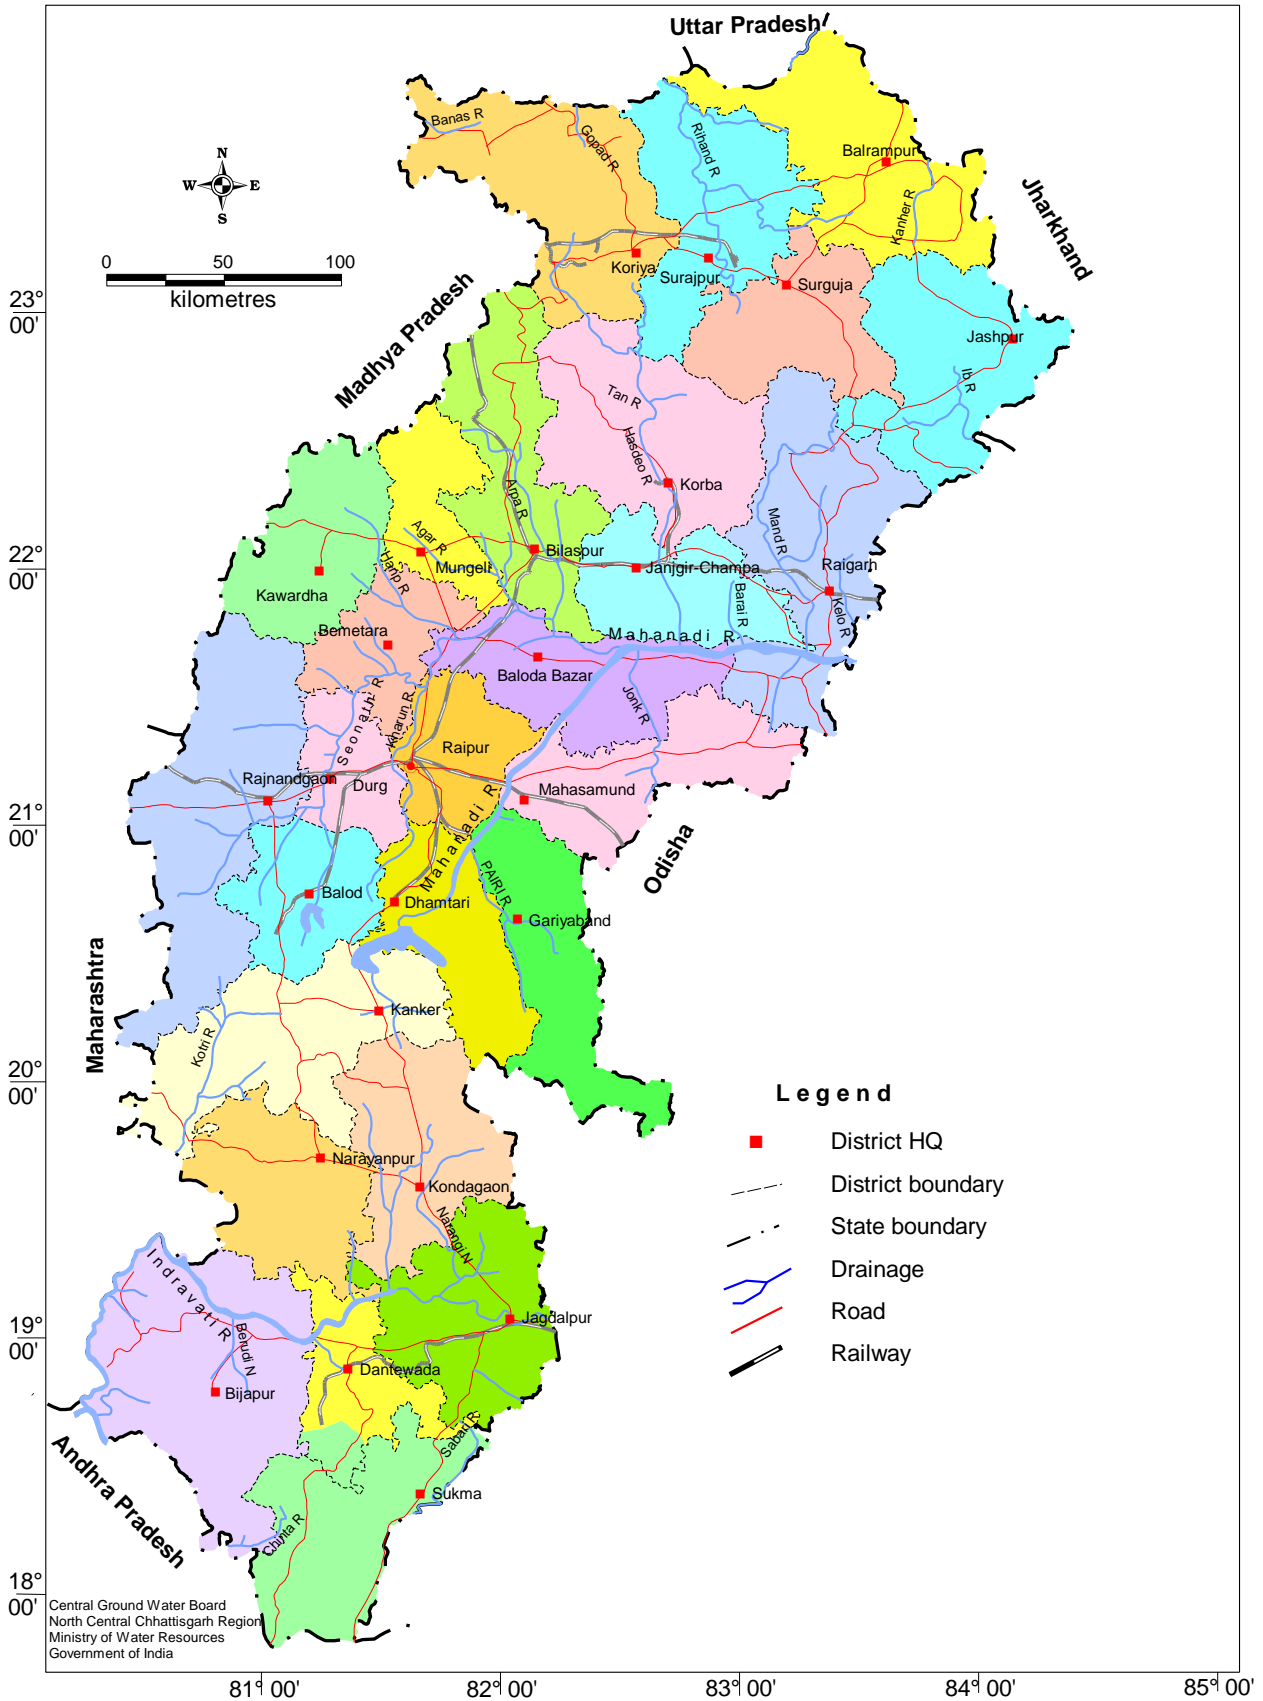 Uttar Pradesh
Banas R
Gopad R
Rihand R
Balrampur
Jharkhand
N
W
E
S
Kanher R
0
50
100
kilometres
Koriya
Surajpur
Surguja
Madhya Pradesh
23°
00'
Jashpur
Ib R
Tan R
Hasdeo R
Korba
Arpa R
Agar R
Mand R
22°
00'
Bilaspur
Mungeli
Hanp R
Janjgir-Champa
Raigarh
Kawardha
Barai R
Kelo R
Bemetara
Mahanadi R
Baloda Bazar
Jonk R
Seonath R
Kharun R
Raipur
Rajnandgaon
Durg
Mahasamund
21°
00'
Mahanadi R
Odisha
PAIRI R
Balod
Dhamtari
Gariyaband
Maharashtra
Kanker
Kotri R
20°
00'
Legend
District HQ
District boundary
State boundary
Drainage
Road
Railway
Narayanpur
Kondagaon
Narangi N
Indravati R
Berudi N
19°
00'
Jagdalpur
Dantewada
Bijapur
Sabari R
Andhra Pradesh
Sukma
Chinta R
18°
00'
Central Ground Water Board
North Central Chhattisgarh Region
Ministry of Water Resources
Government of India
81° 00'
82° 00'
83° 00'
84° 00'
85° 00'